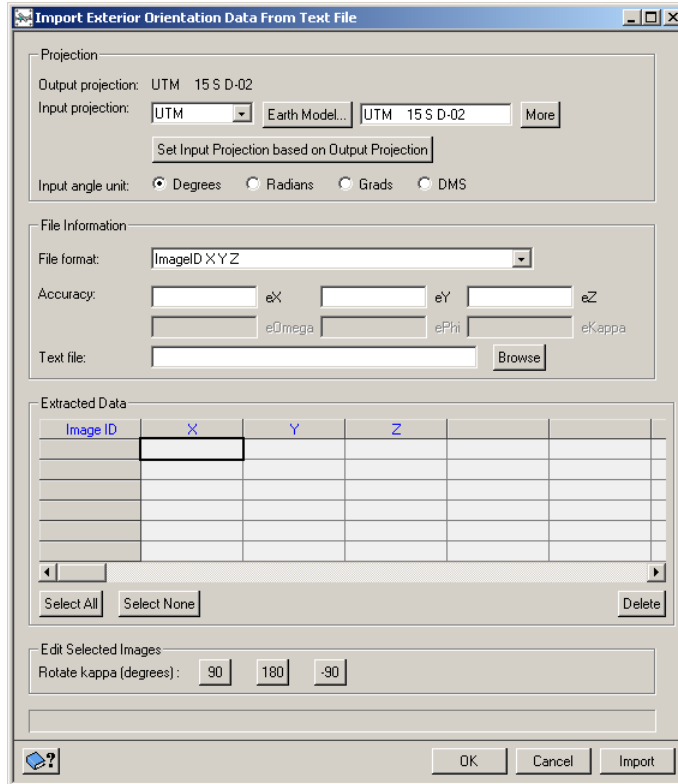 Import Exterior Orientation Data From Text File
Projection
Output projection: UTM 15 S D-02
Input projection: UTM Earth Model... UTM 15 S D-02 More
Set Input Projection based on Output Projection
Input angle unit: Degrees Radians Grads DMS
File Information
File format: ImageID X Y Z
Accuracy: eX eY eZ
eOmega ePhi eKappa
Text file: Browse
Extracted Data
Image ID X Y Z
Select All Select None Delete
Edit Selected Images
Rotate kappa (degrees) : 90 180 -90
? OK Cancel Import